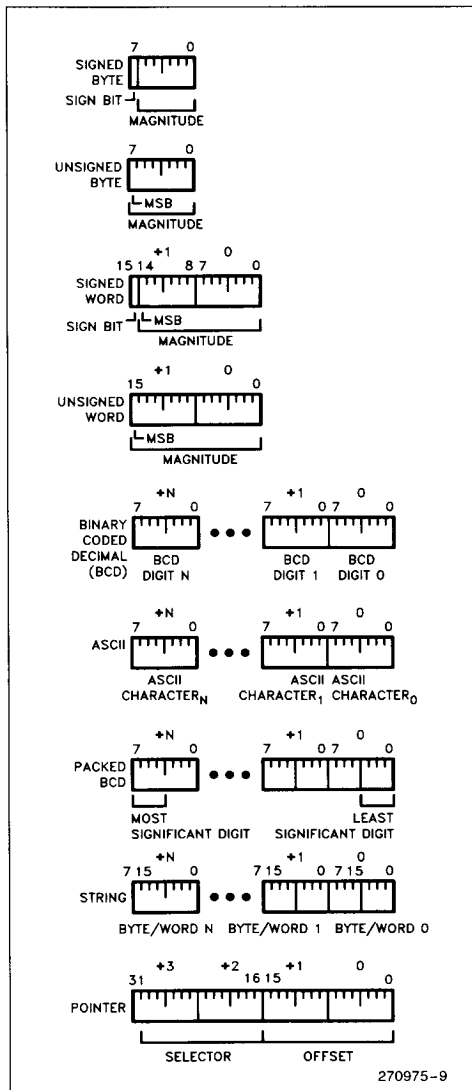 7 0
SIGNED
BYTE
SIGN BIT
MAGNITUDE
7 0
UNSIGNED
BYTE
MSB
MAGNITUDE
+1 0
15 14 8 7 0
SIGNED
WORD
SIGN BIT MSB
MAGNITUDE
+1 0
15 0
UNSIGNED
WORD
MSB
MAGNITUDE
+N +1 0
7 0 7 0 7 0
BINARY
CODED
DECIMAL
(BCD)
BCD BCD BCD
DIGIT N DIGIT 1 DIGIT 0
+N +1 0
7 0 7 0 7 0
ASCII
ASCII ASCII ASCII
CHARACTERN CHARACTER1 CHARACTER0
+N +1 0
7 0 7 0 7 0
PACKED
BCD
MOST LEAST
SIGNIFICANT DIGIT SIGNIFICANT DIGIT
+N +1 0
7 15 0 7 15 0 7 15 0
STRING
BYTE/WORD N BYTE/WORD 1 BYTE/WORD 0
+3 +2 +1 0
31 16 15 0
POINTER
SELECTOR OFFSET
270975-9